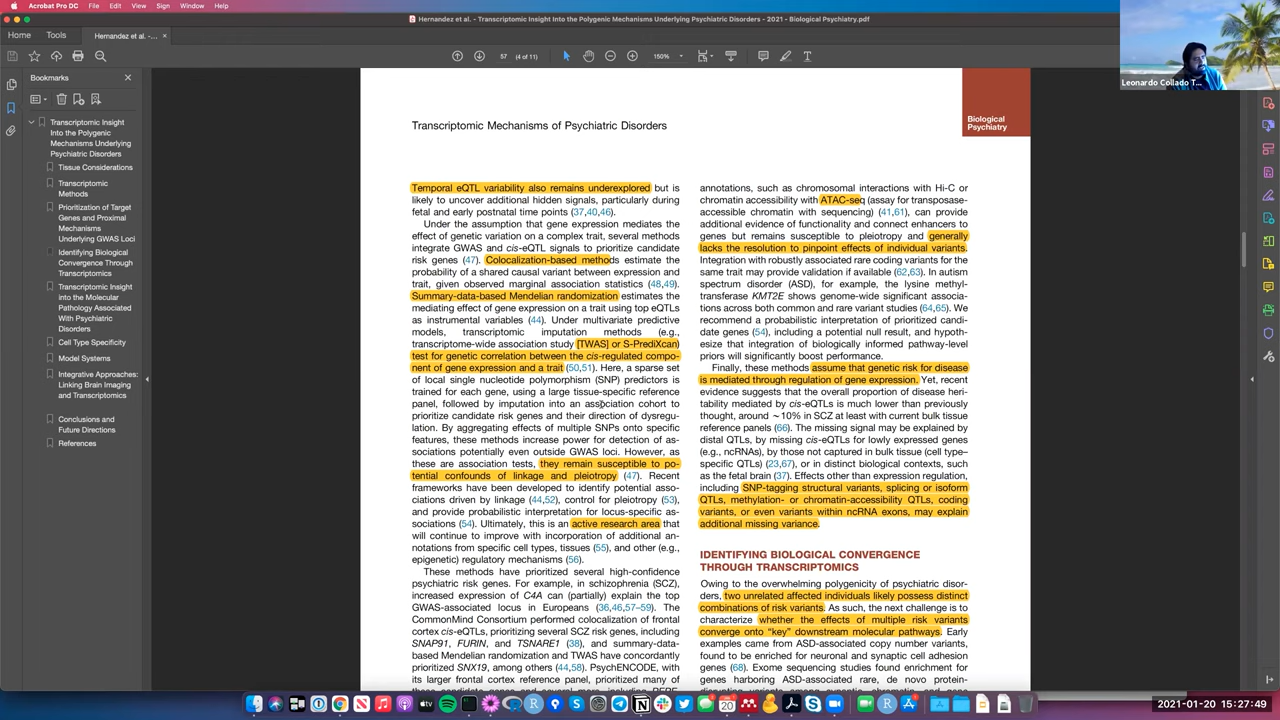 Acrobat Pro DC File Edit View Sign Window Help
Hernandez et al. - Transcriptomic Insight Into the Polygenic Mechanisms Underlying Psychiatric Disorders - 2021 - Biological Psychiatry.pdf
Home Tools Hernandez et al. -... ×
57 (4 of 11) 150%
Leonardo Collado T...
Bookmarks
Transcriptomic Insight
Into the Polygenic
Mechanisms Underlying
Psychiatric Disorders
Tissue Considerations
Transcriptomic
Methods
Prioritization of Target
Genes and Proximal
Mechanisms
Underlying GWAS Loci
Identifying Biological
Convergence Through
Transcriptomics
Transcriptomic Insight
into the Molecular
Pathology Associated
With Psychiatric
Disorders
Cell Type Specificity
Model Systems
Integrative Approaches:
Linking Brain Imaging
and Transcriptomics
Conclusions and
Future Directions
References
Transcriptomic Mechanisms of Psychiatric Disorders
Biological
Psychiatry
Temporal eQTL variability also remains underexplored but is
likely to uncover additional hidden signals, particularly during
fetal and early postnatal time points (37,40,46).
Under the assumption that gene expression mediates the
effect of genetic variation on a complex trait, several methods
integrate GWAS and cis-eQTL signals to prioritize candidate
risk genes (47). Colocalization-based methods estimate the
probability of a shared causal variant between expression and
trait, given observed marginal association statistics (48,49).
Summary-data-based Mendelian randomization estimates the
mediating effect of gene expression on a trait using top eQTLs
as instrumental variables (44). Under multivariate predictive
models, transcriptomic imputation methods (e.g.,
transcriptome-wide association study [TWAS] or S-PrediXcan)
test for genetic correlation between the cis-regulated compo-
nent of gene expression and a trait (50,51). Here, a sparse set
of local single nucleotide polymorphism (SNP) predictors is
trained for each gene, using a large tissue-specific reference
panel, followed by imputation into an association cohort to
prioritize candidate risk genes and their direction of dysregu-
lation. By aggregating effects of multiple SNPs onto specific
features, these methods increase power for detection of as-
sociations potentially even outside GWAS loci. However, as
these are association tests, they remain susceptible to po-
tential confounds of linkage and pleiotropy (47). Recent
frameworks have been developed to identify potential asso-
ciations driven by linkage (44,52), control for pleiotropy (53),
and provide probabilistic interpretation for locus-specific as-
sociations (54). Ultimately, this is an active research area that
will continue to improve with incorporation of additional an-
notations from specific cell types, tissues (55), and other (e.g.,
epigenetic) regulatory mechanisms (56).
These methods have prioritized several high-confidence
psychiatric risk genes. For example, in schizophrenia (SCZ),
increased expression of C4A can (partially) explain the top
GWAS-associated locus in Europeans (36,46,57–59). The
CommonMind Consortium performed colocalization of frontal
cortex cis-eQTLs, prioritizing several SCZ risk genes, including
SNAP91, FURIN, and TSNARE1 (38), and summary-data-
based Mendelian randomization and TWAS have concordantly
prioritized SNX19, among others (44,58). PsychENCODE, with
its larger frontal cortex reference panel, prioritized many of
annotations, such as chromosomal interactions with Hi-C or
chromatin accessibility with ATAC-seq (assay for transpose-
accessible chromatin with sequencing) (41,61), can provide
additional evidence of functionality and connect enhancers to
genes but remains susceptible to pleiotropy and generally
lacks the resolution to pinpoint effects of individual variants.
Integration with robustly associated rare coding variants for the
same trait may provide validation if available (62,63). In autism
spectrum disorder (ASD), for example, the lysine methyl-
transferase KMT2E shows genome-wide significant associa-
tions across both common and rare variant studies (64,65). We
recommend a probabilistic interpretation of prioritized candi-
date genes (54), including a potential null result, and hypoth-
esize that integration of biologically informed pathway-level
priors will significantly boost performance.
Finally, these methods assume that genetic risk for disease
is mediated through regulation of gene expression. Yet, recent
evidence suggests that the overall proportion of disease heri-
tability mediated by cis-eQTLs is much lower than previously
thought, around ~10% in SCZ at least with current bulk tissue
reference panels (66). The missing signal may be explained by
distal QTLs, by missing cis-eQTLs for lowly expressed genes
(e.g., ncRNAs), by those not captured in bulk tissue (cell type–
specific QTLs) (23,67), or in distinct biological contexts, such
as the fetal brain (37). Effects other than expression regulation,
including SNP-tagging structural variants, splicing or isoform
QTLs, methylation- or chromatin-accessibility QTLs, coding
variants, or even variants within ncRNA exons, may explain
additional missing variance.
IDENTIFYING BIOLOGICAL CONVERGENCE
THROUGH TRANSCRIPTOMICS
Owing to the overwhelming polygenicity of psychiatric disor-
ders, two unrelated affected individuals likely possess distinct
combinations of risk variants. As such, the next challenge is to
characterize whether the effects of multiple risk variants
converge onto “key” downstream molecular pathways. Early
examples came from ASD-associated copy number variants,
found to be enriched for neuronal and synaptic cell adhesion
genes (68). Exome sequencing studies found enrichment for
genes harboring ASD-associated rare, de novo protein-
2021-01-20 15:27:49